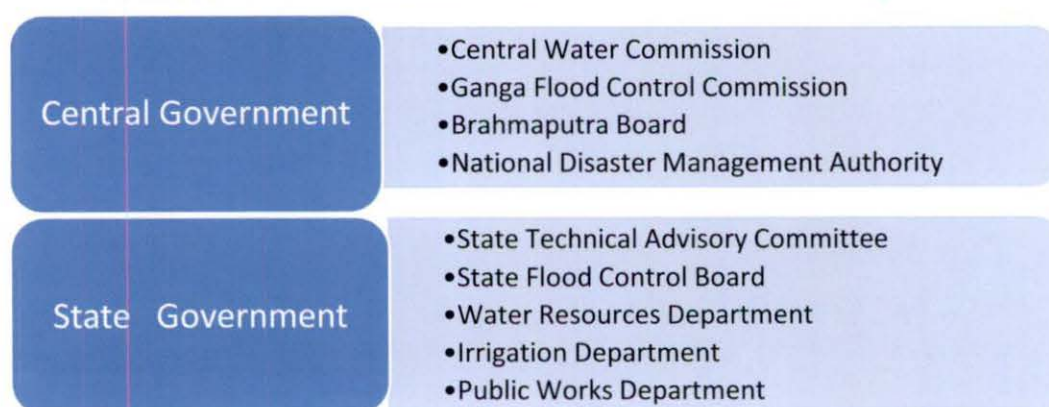 Central Government
•Central Water Commission
•Ganga Flood Control Commission
•Brahmaputra Board
•National Disaster Management Authority
State Government
•State Technical Advisory Committee
•State Flood Control Board
•Water Resources Department
•Irrigation Department
•Public Works Department